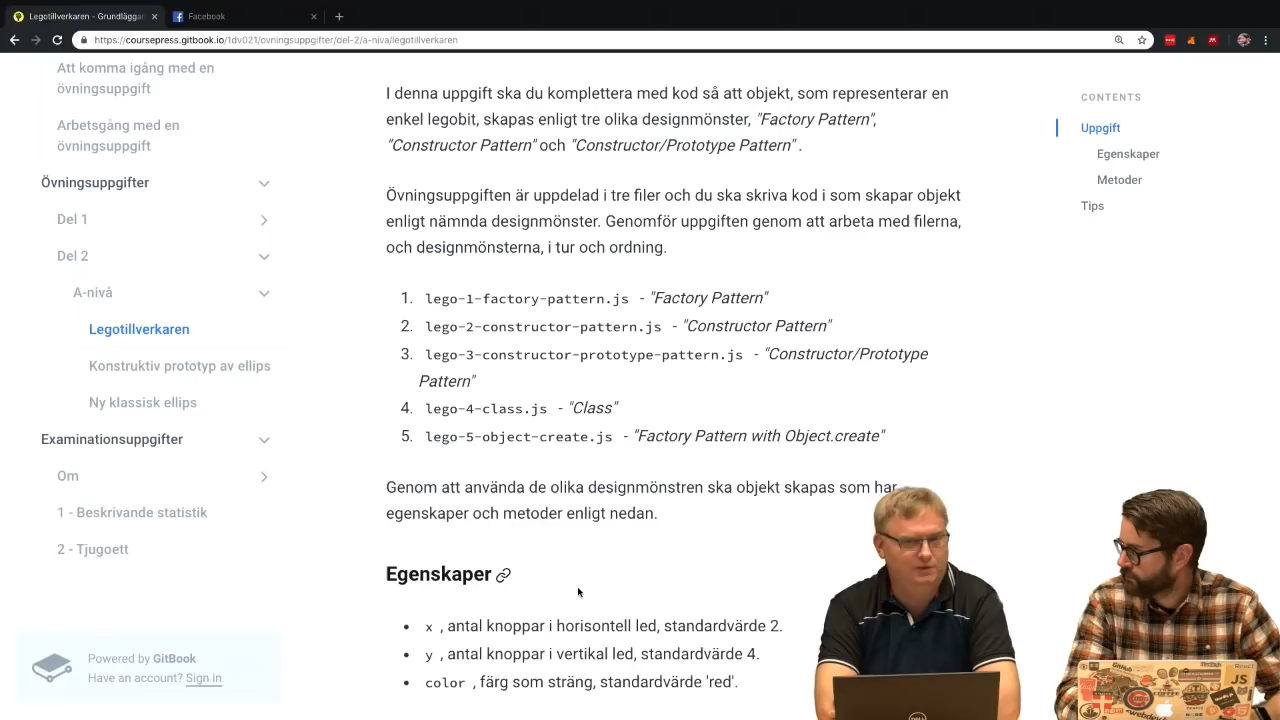 Legotillverkaren - Grundlägga
Facebook
https://coursepress.gitbook.io/1dv021/ovningsuppgifter/del-2/a-niva/legotillverkaren
Att komma igång med en
övningsuppgift
Arbetsgång med en
övningsuppgift
Övningsuppgifter
Del 1
Del 2
A-nivå
Legotillverkaren
Konstruktiv prototyp av ellips
Ny klassisk ellips
Examinationsuppgifter
Om
1 - Beskrivande statistik
2 - Tjugoett
Powered by GitBook
Have an account? Sign in
I denna uppgift ska du komplettera med kod så att objekt, som representerar en
enkel legobit, skapas enligt tre olika designmönster, "Factory Pattern",
"Constructor Pattern" och "Constructor/Prototype Pattern" .
Övningsuppgiften är uppdelad i tre filer och du ska skriva kod i som skapar objekt
enligt nämnda designmönster. Genomför uppgiften genom att arbeta med filerna,
och designmönsterna, i tur och ordning.
1. lego-1-factory-pattern.js - "Factory Pattern"
2. lego-2-constructor-pattern.js - "Constructor Pattern"
3. lego-3-constructor-prototype-pattern.js - "Constructor/Prototype
Pattern"
4. lego-4-class.js - "Class"
5. lego-5-object-create.js - "Factory Pattern with Object.create"
Genom att använda de olika designmönstren ska objekt skapas som har
egenskaper och metoder enligt nedan.
Egenskaper
• x , antal knoppar i horisontell led, standardvärde 2.
• y , antal knoppar i vertikal led, standardvärde 4.
• color , färg som sträng, standardvärde 'red'.
CONTENTS
Uppgift
Egenskaper
Metoder
Tips
DELL
GitHub
JS